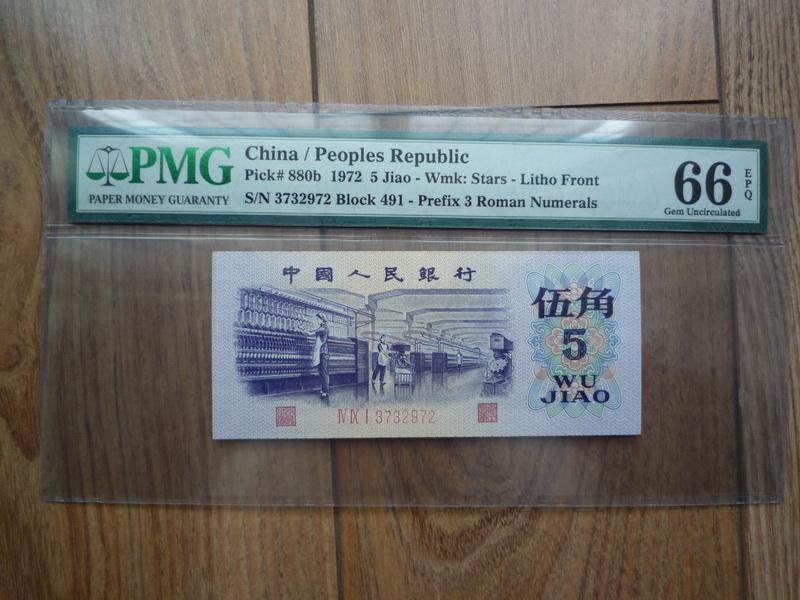 PMG
PAPER MONEY GUARANTY
China / Peoples Republic
Pick# 880b 1972 5 Jiao - Wmk: Stars - Litho Front
S/N 3732972 Block 491 - Prefix 3 Roman Numerals
66
EPQ
Gem Uncirculated
中國人民銀行
伍角
5
WU
JIAO
Ⅳ Ⅸ Ⅰ 3732972